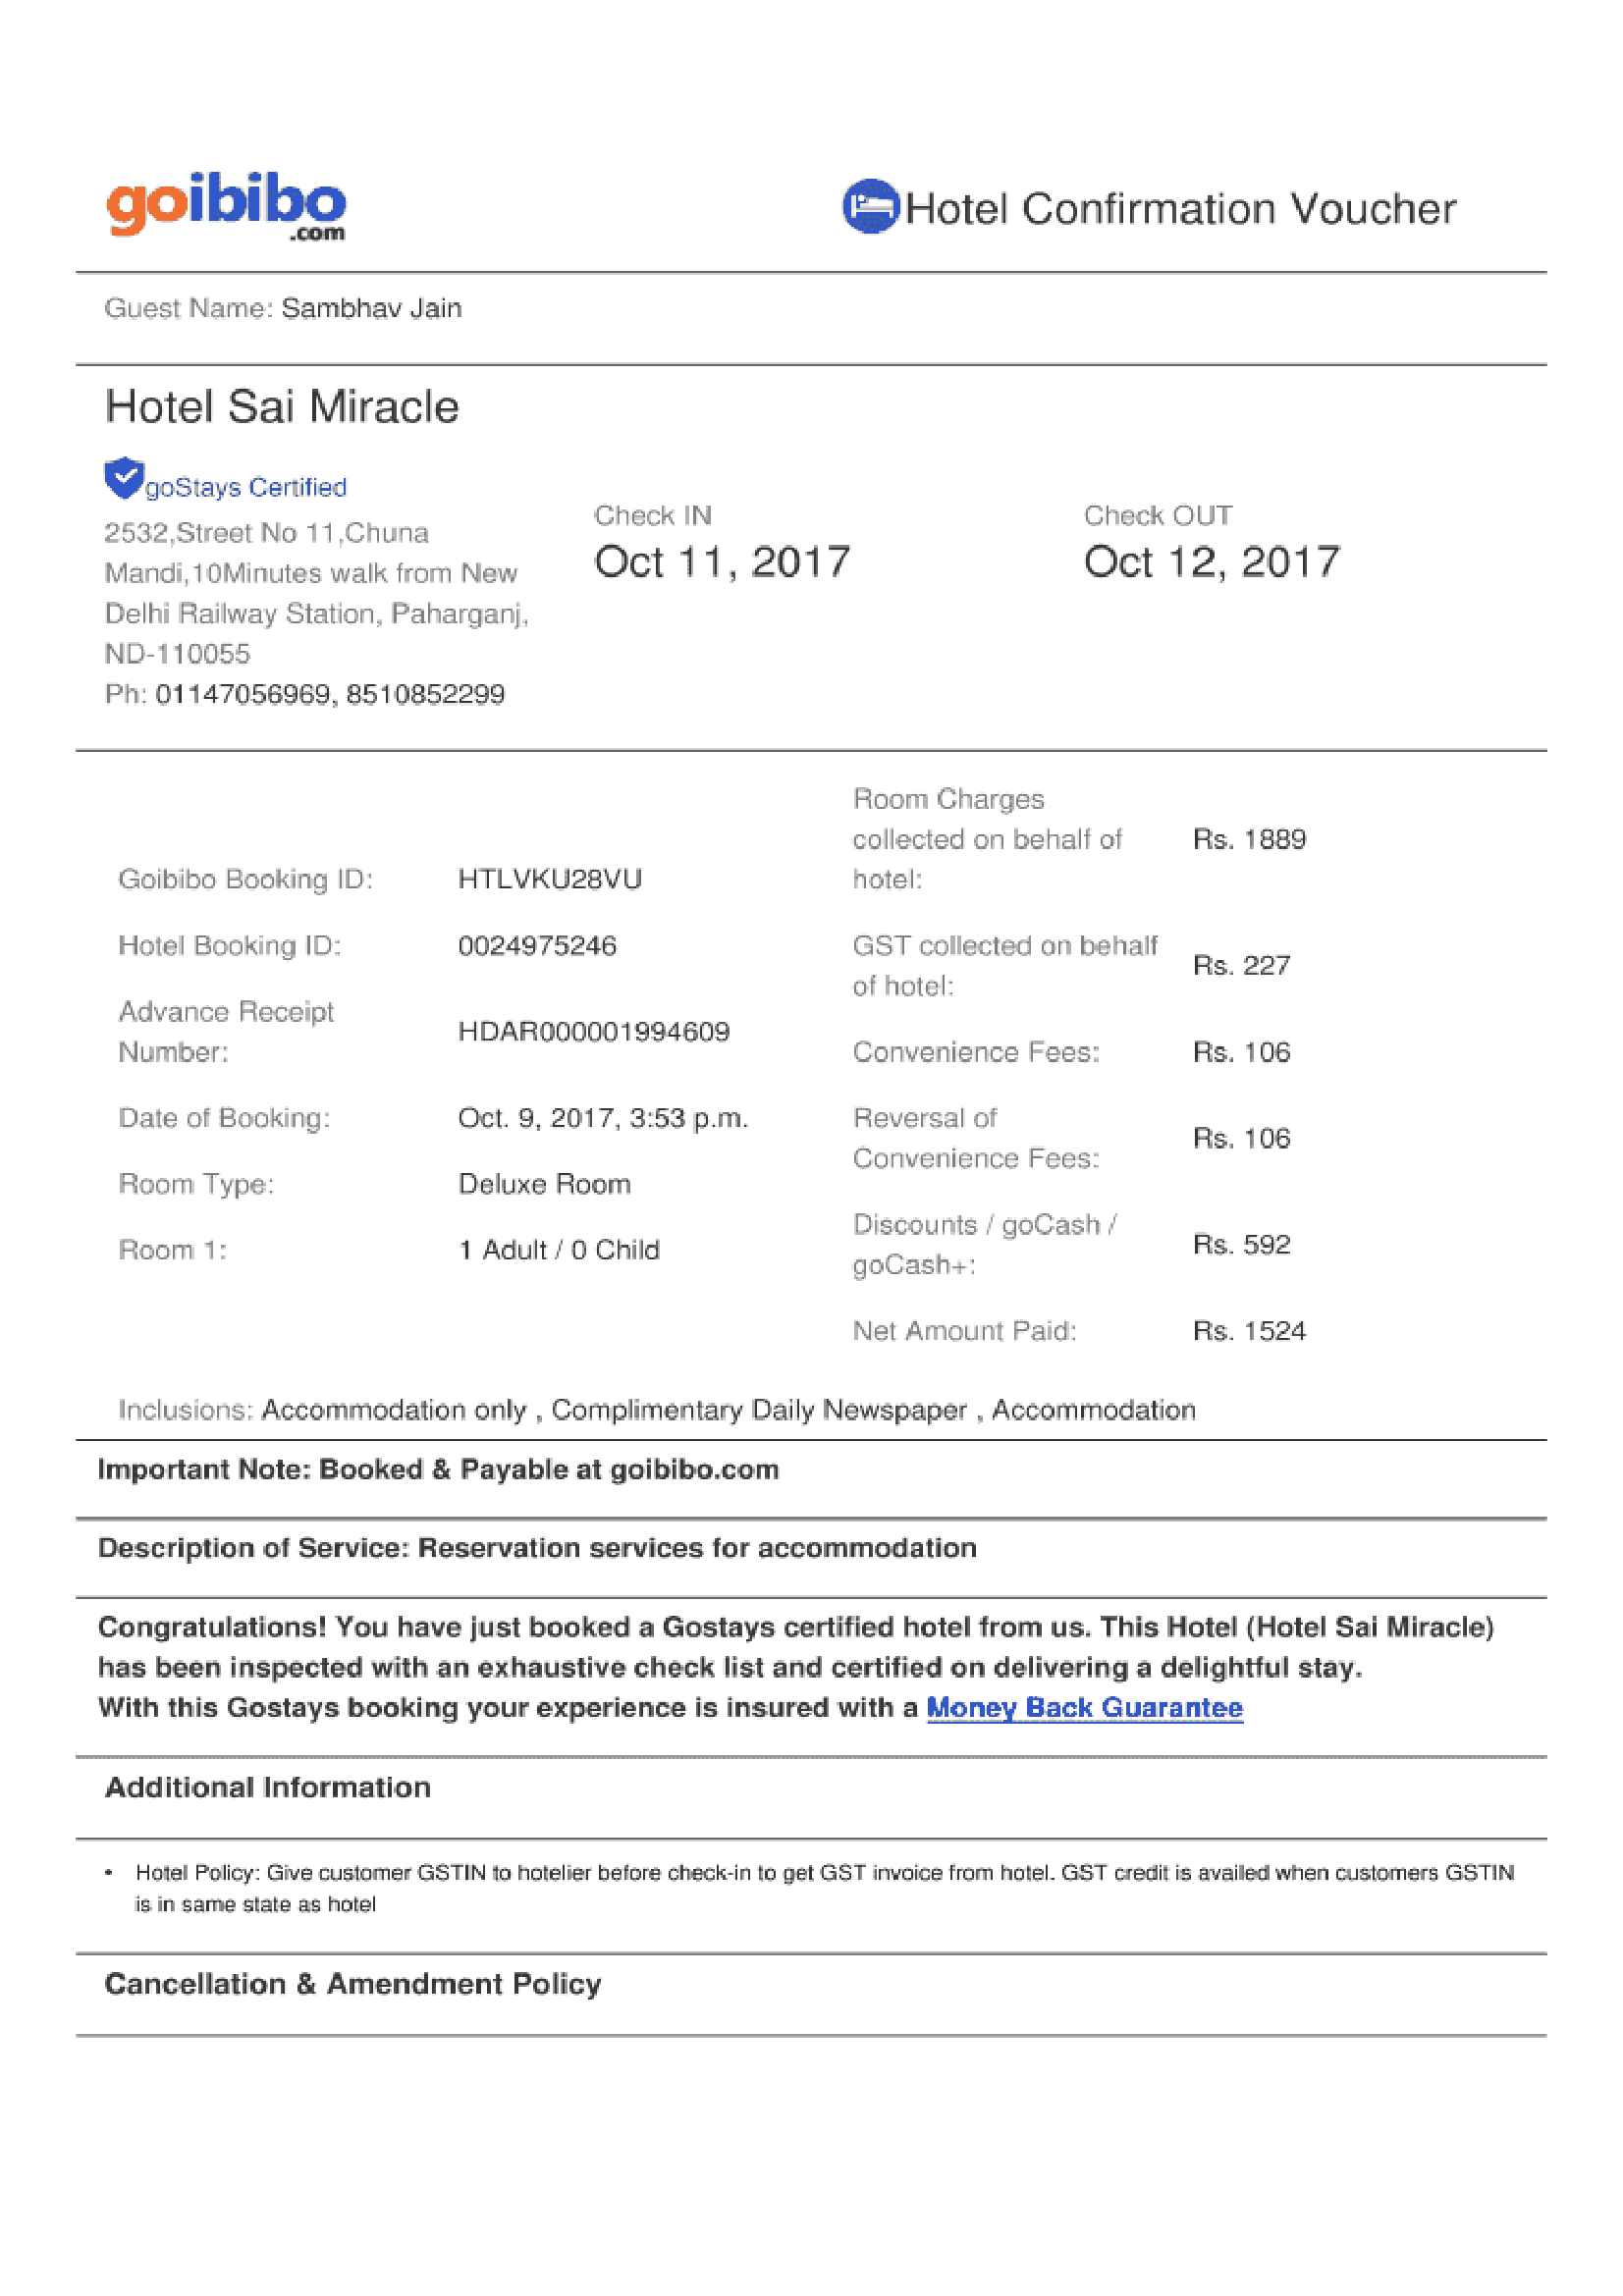 goibibo
.com
Hotel Confirmation Voucher
Guest Name: Sambhav Jain
Hotel Sai Miracle
goStays Certified
2532,Street No 11,Chuna
Mandi,10Minutes walk from New
Delhi Railway Station, Paharganj,
ND-110055
Ph: 01147056969, 8510852299
Check IN
Oct 11, 2017
Check OUT
Oct 12, 2017
Goibibo Booking ID: HTLVKU28VU
Hotel Booking ID: 0024975246
Advance Receipt
Number: HDAR000001994609
Date of Booking: Oct. 9, 2017, 3:53 p.m.
Room Type: Deluxe Room
Room 1: 1 Adult / 0 Child
Room Charges
collected on behalf of
hotel: Rs. 1889
GST collected on behalf
of hotel: Rs. 227
Convenience Fees: Rs. 106
Reversal of
Convenience Fees: Rs. 106
Discounts / goCash /
goCash+: Rs. 592
Net Amount Paid: Rs. 1524
Inclusions: Accommodation only , Complimentary Daily Newspaper , Accommodation
Important Note: Booked & Payable at goibibo.com
Description of Service: Reservation services for accommodation
Congratulations! You have just booked a Gostays certified hotel from us. This Hotel (Hotel Sai Miracle)
has been inspected with an exhaustive check list and certified on delivering a delightful stay.
With this Gostays booking your experience is insured with a Money Back Guarantee
Additional Information
• Hotel Policy: Give customer GSTIN to hotelier before check-in to get GST invoice from hotel. GST credit is availed when customers GSTIN
is in same state as hotel
Cancellation & Amendment Policy